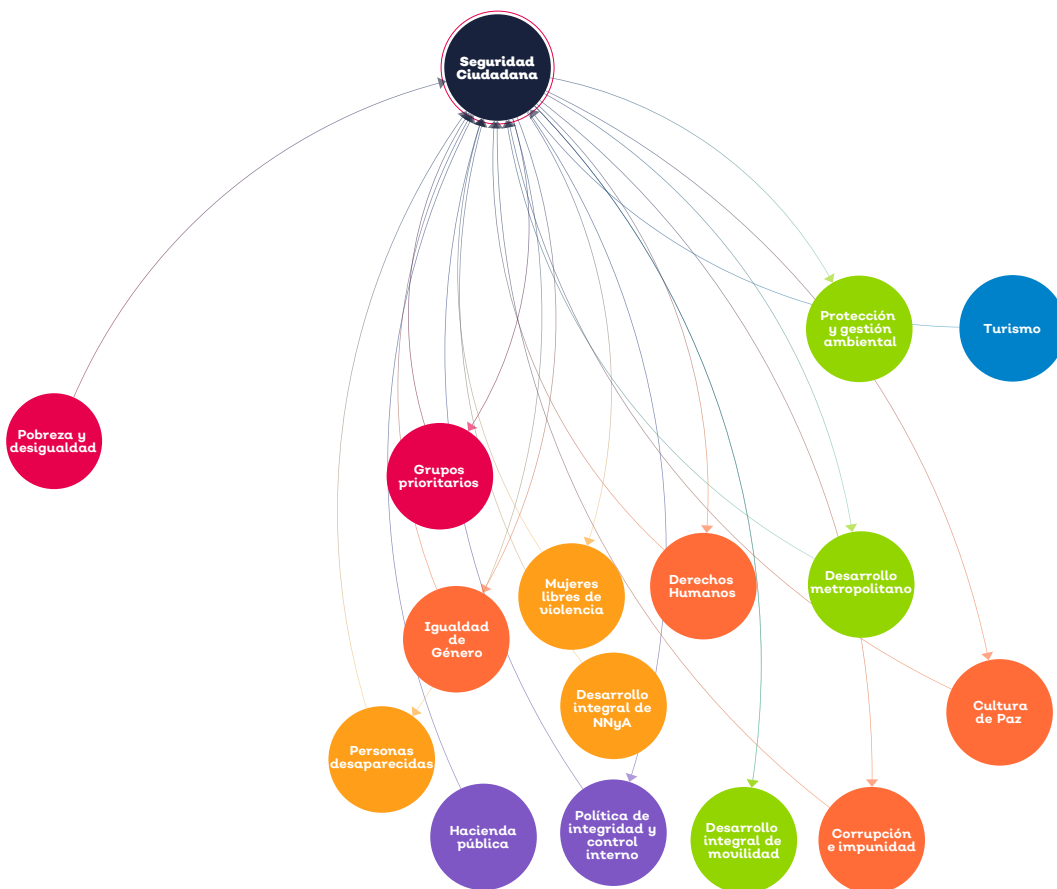 Seguridad
Ciudadana
Protección
y gestión
ambiental
Turismo
Pobreza y
desigualdad
Grupos
prioritarios
Mujeres
libres de
violencia
Derechos
Humanos
Desarrollo
metropolitano
Igualdad
de
Género
Desarrollo
integral de
NNyA
Cultura
de Paz
Personas
desaparecidas
Hacienda
pública
Política de
integridad y
control
interno
Desarrollo
integral de
movilidad
Corrupción
e impunidad